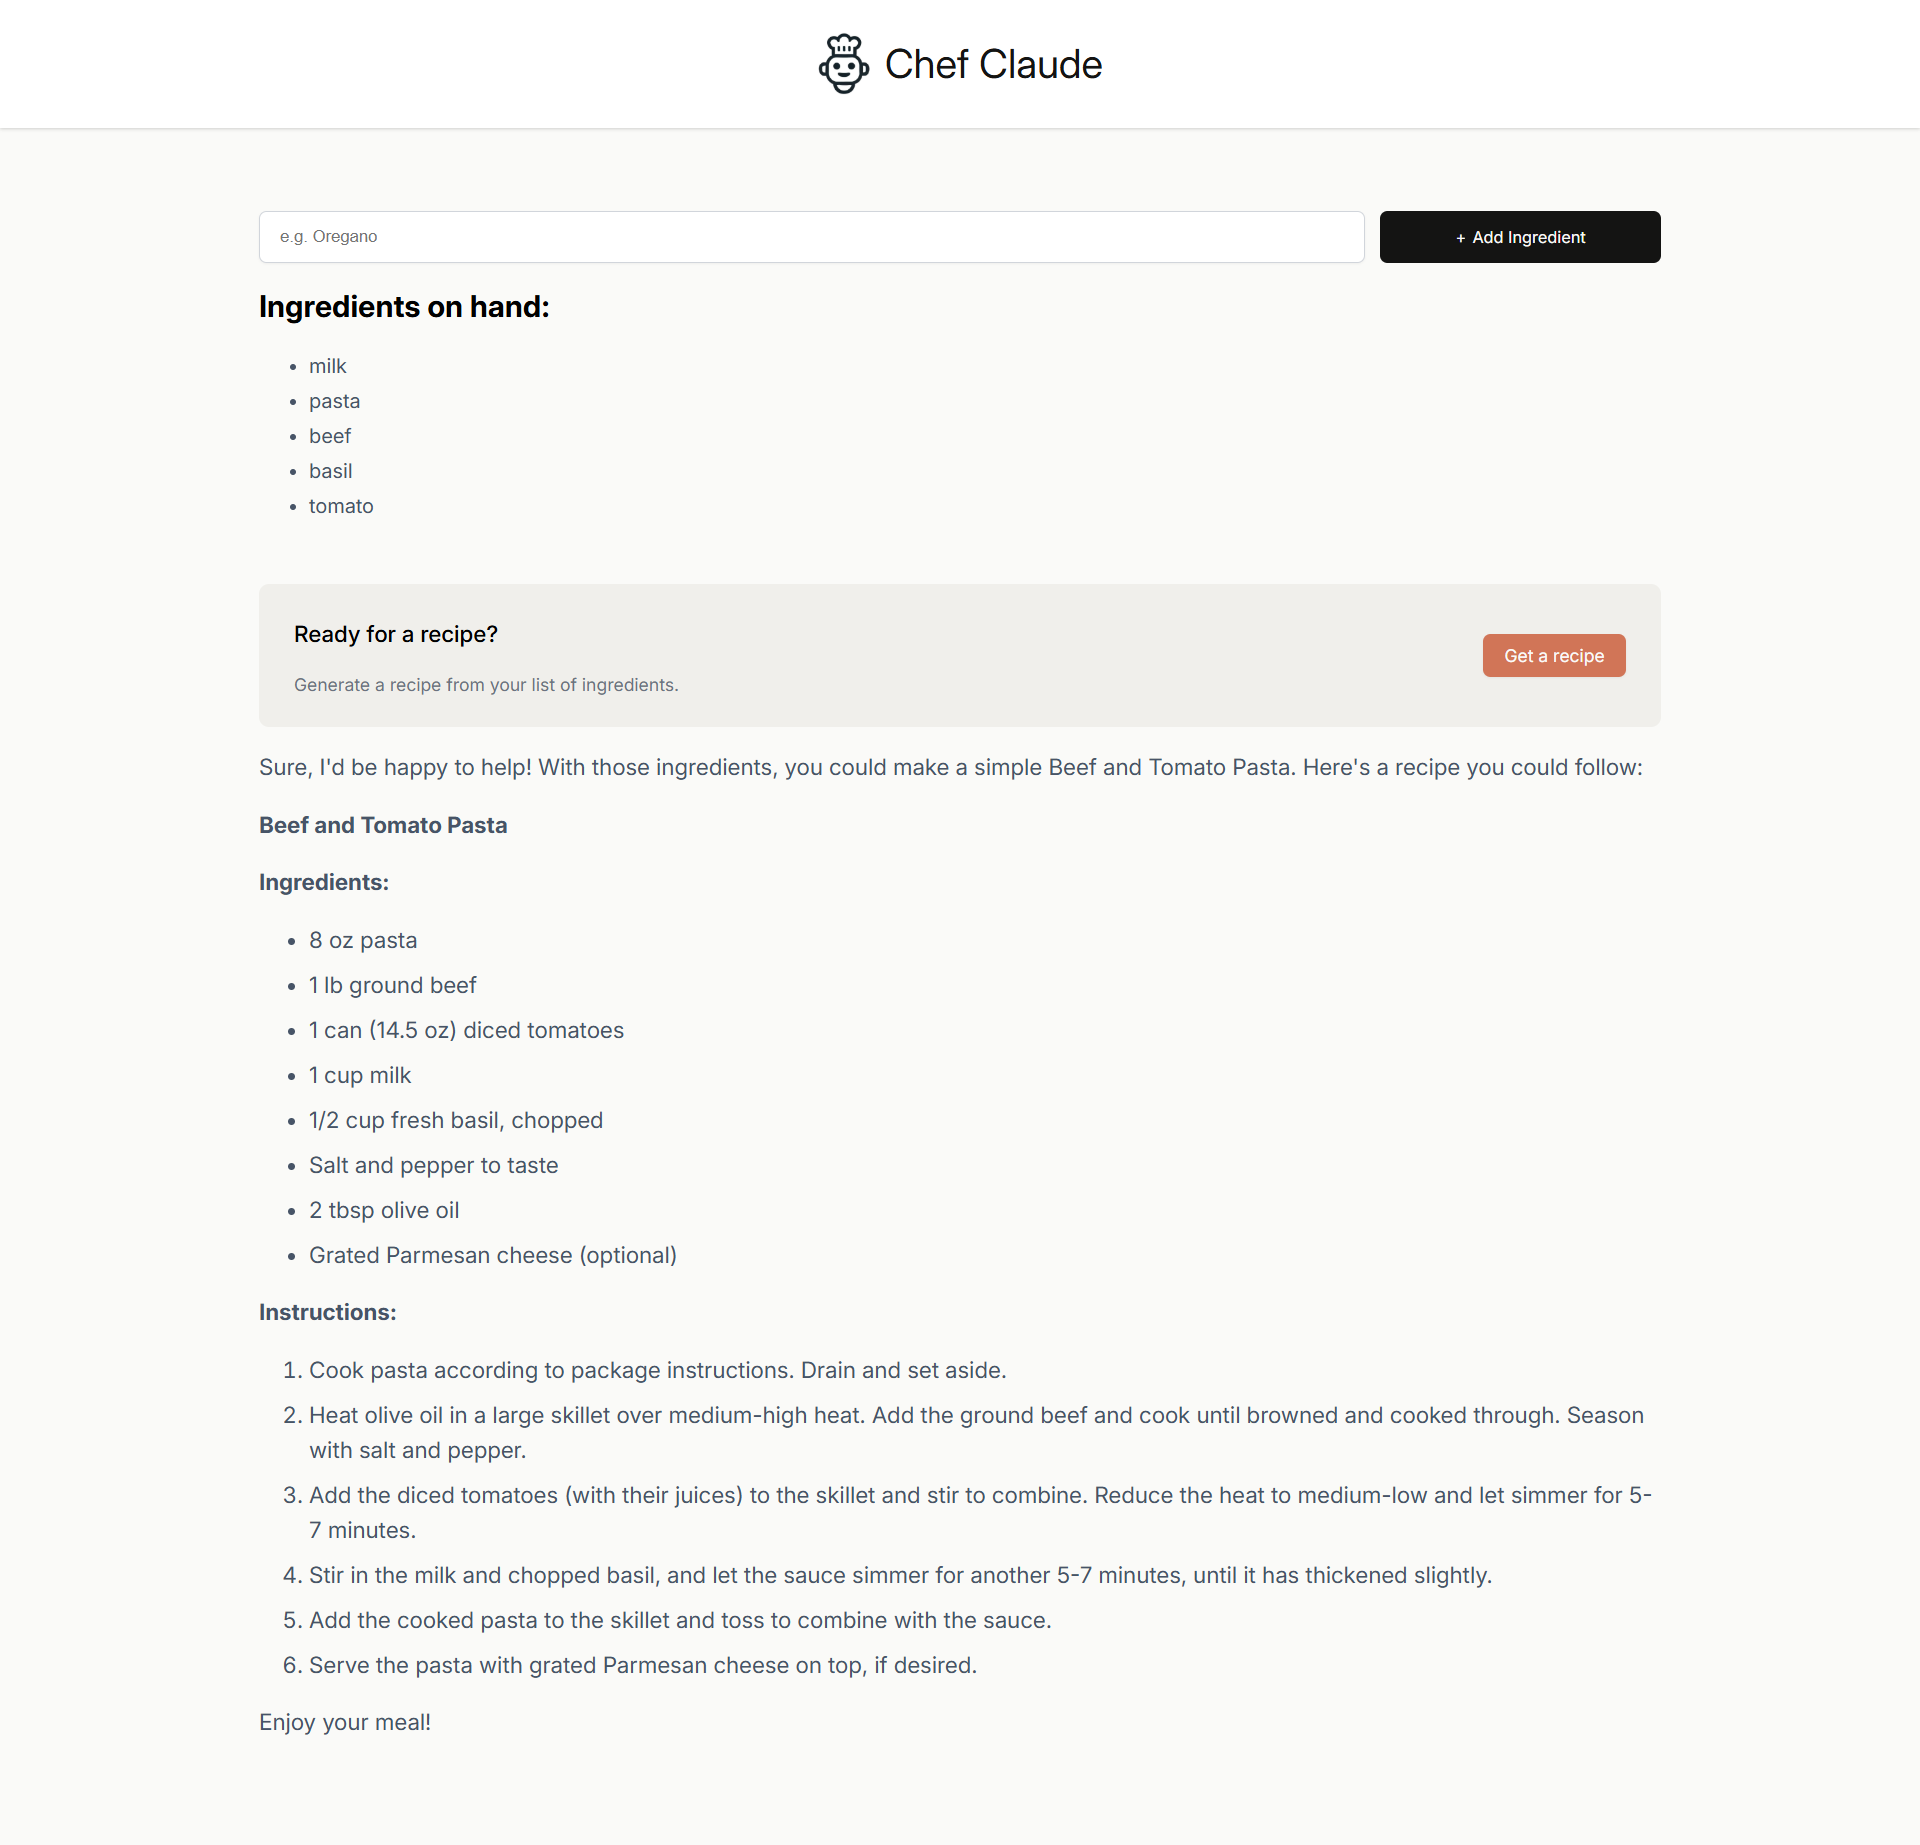 Chef Claude
e.g. Oregano
+ Add Ingredient
Ingredients on hand:
• milk
• pasta
• beef
• basil
• tomato
Ready for a recipe?
Generate a recipe from your list of ingredients.
Get a recipe
Sure, I'd be happy to help! With those ingredients, you could make a simple Beef and Tomato Pasta. Here's a recipe you could follow:
Beef and Tomato Pasta
Ingredients:
• 8 oz pasta
• 1 lb ground beef
• 1 can (14.5 oz) diced tomatoes
• 1 cup milk
• 1/2 cup fresh basil, chopped
• Salt and pepper to taste
• 2 tbsp olive oil
• Grated Parmesan cheese (optional)
Instructions:
1. Cook pasta according to package instructions. Drain and set aside.
2. Heat olive oil in a large skillet over medium-high heat. Add the ground beef and cook until browned and cooked through. Season
with salt and pepper.
3. Add the diced tomatoes (with their juices) to the skillet and stir to combine. Reduce the heat to medium-low and let simmer for 5-
7 minutes.
4. Stir in the milk and chopped basil, and let the sauce simmer for another 5-7 minutes, until it has thickened slightly.
5. Add the cooked pasta to the skillet and toss to combine with the sauce.
6. Serve the pasta with grated Parmesan cheese on top, if desired.
Enjoy your meal!